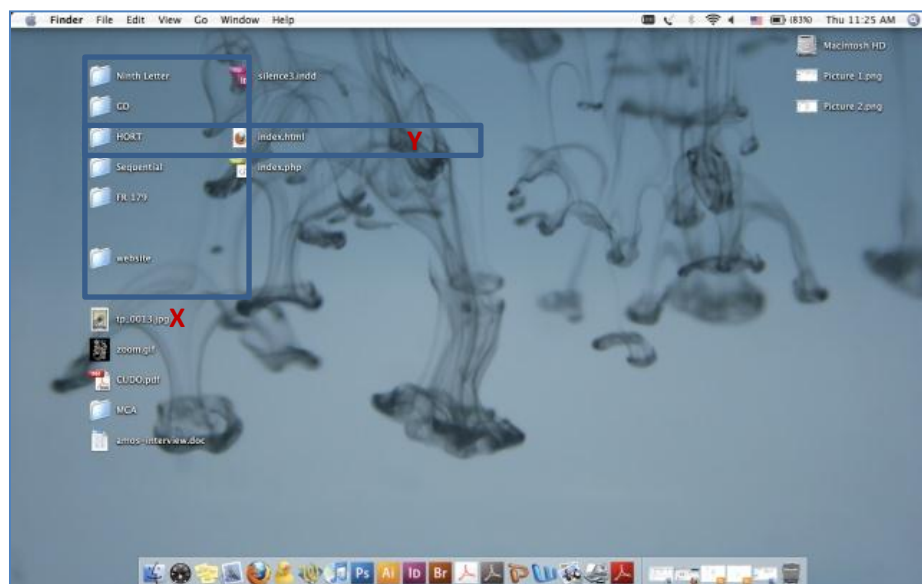 Finder File Edit View Go Window Help (83%) Thu 11:25 AM
Macintosh HD
Ninth Letter silence3.indd Picture 1.png
GD Picture 2.png
HORT index.html Y
Sequential index.php
FR 179
website
tp_0013.jpg X
zoom.gif
CUDO.pdf
MCA
amos-interview.doc
Ps Ai ID Br